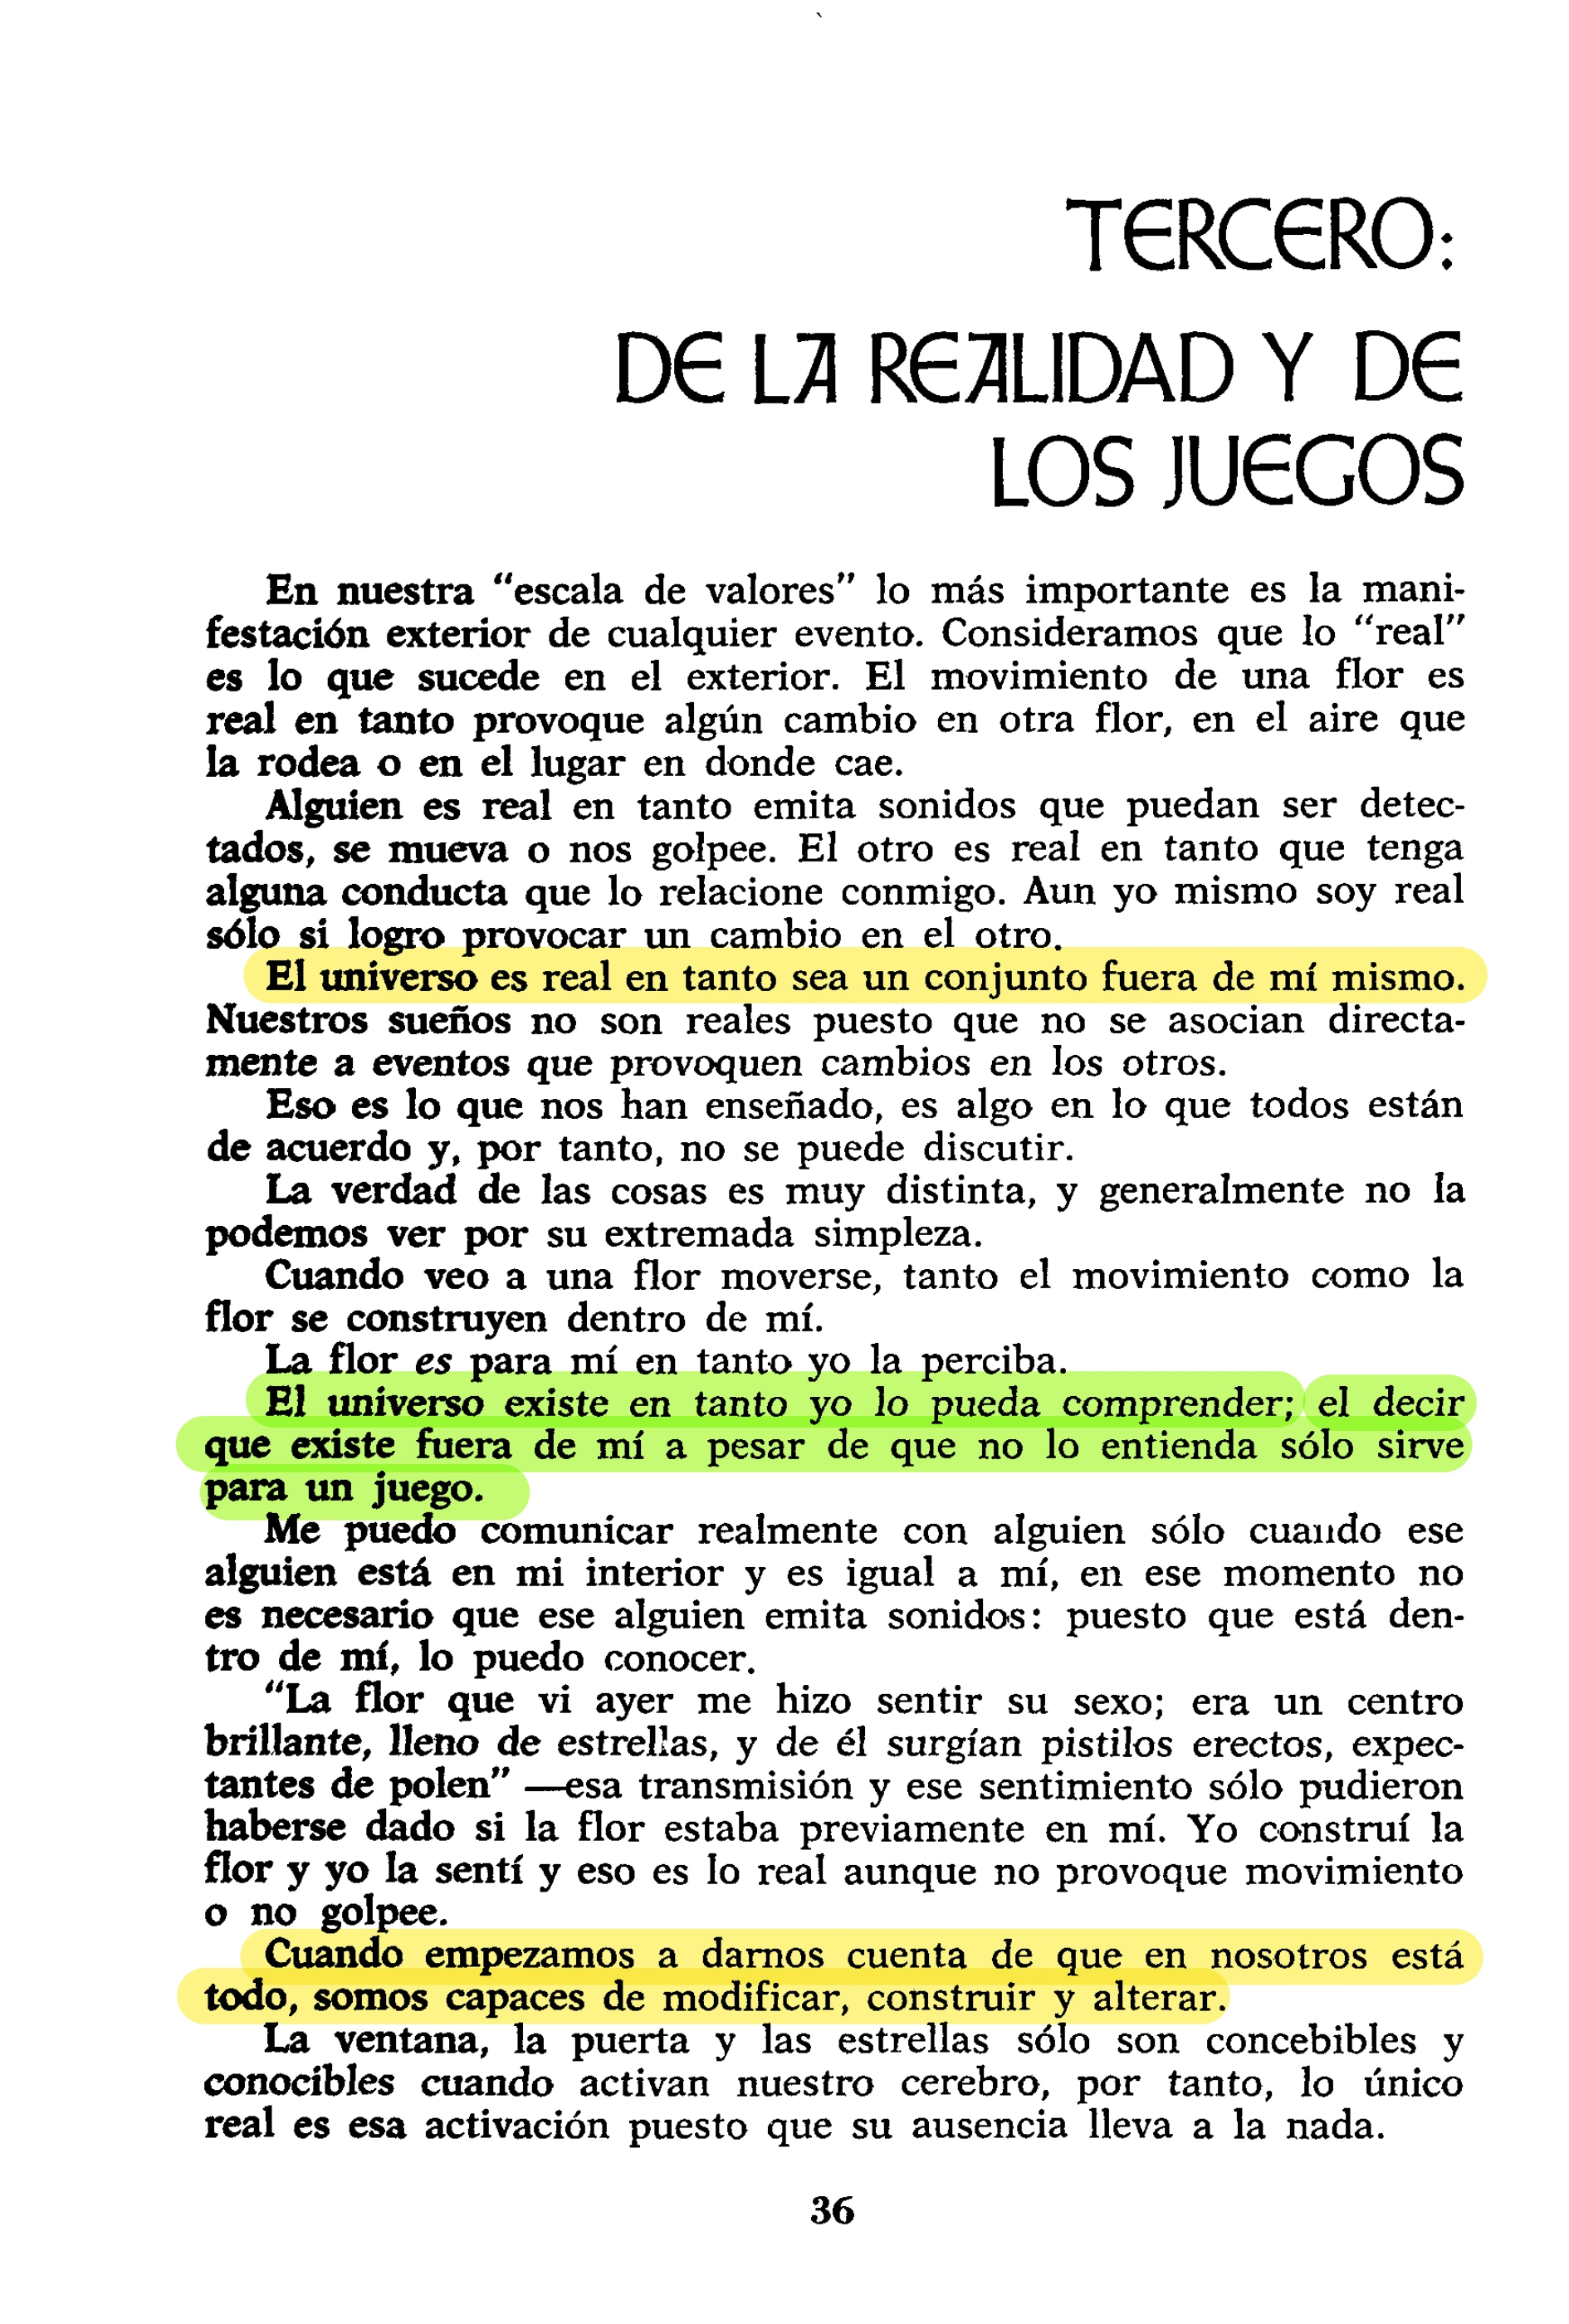 TERCERO:
DE LA REALIDAD Y DE
LOS JUEGOS
En nuestra “escala de valores” lo más importante es la mani-
festación exterior de cualquier evento. Consideramos que lo “real”
es lo que sucede en el exterior. El movimiento de una flor es
real en tanto provoque algún cambio en otra flor, en el aire que
la rodea o en el lugar en donde cae.
Alguien es real en tanto emita sonidos que puedan ser detec-
tados, se mueva o nos golpee. El otro es real en tanto que tenga
alguna conducta que lo relacione conmigo. Aun yo mismo soy real
sólo si logro provocar un cambio en el otro.
El universo es real en tanto sea un conjunto fuera de mí mismo.
Nuestros sueños no son reales puesto que no se asocian directa-
mente a eventos que provoquen cambios en los otros.
Eso es lo que nos han enseñado, es algo en lo que todos están
de acuerdo y, por tanto, no se puede discutir.
La verdad de las cosas es muy distinta, y generalmente no la
podemos ver por su extremada simpleza.
Cuando veo a una flor moverse, tanto el movimiento como la
flor se construyen dentro de mí.
La flor es para mí en tanto yo la perciba.
El universo existe en tanto yo lo pueda comprender; el decir
que existe fuera de mí a pesar de que no lo entienda sólo sirve
para un juego.
Me puedo comunicar realmente con alguien sólo cuando ese
alguien está en mi interior y es igual a mí, en ese momento no
es necesario que ese alguien emita sonidos: puesto que está den-
tro de mí, lo puedo conocer.
“La flor que vi ayer me hizo sentir su sexo; era un centro
brillante, lleno de estrellas, y de él surgían pistilos erectos, expec-
tantes de polen” —esa transmisión y ese sentimiento sólo pudieron
haberse dado si la flor estaba previamente en mí. Yo construí la
flor y yo la sentí y eso es lo real aunque no provoque movimiento
o no golpee.
Cuando empezamos a darnos cuenta de que en nosotros está
todo, somos capaces de modificar, construir y alterar.
La ventana, la puerta y las estrellas sólo son concebibles y
conocibles cuando activan nuestro cerebro, por tanto, lo único
real es esa activación puesto que su ausencia lleva a la nada.
36